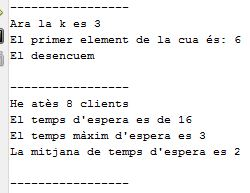 -----------------
Ara la k es 3
El primer element de la cua és: 6
El desencuem
-----------------
He atès 8 clients
El temps d'espera es de 16
El temps màxim d'espera es 3
La mitjana de temps d'espera es 2
-----------------